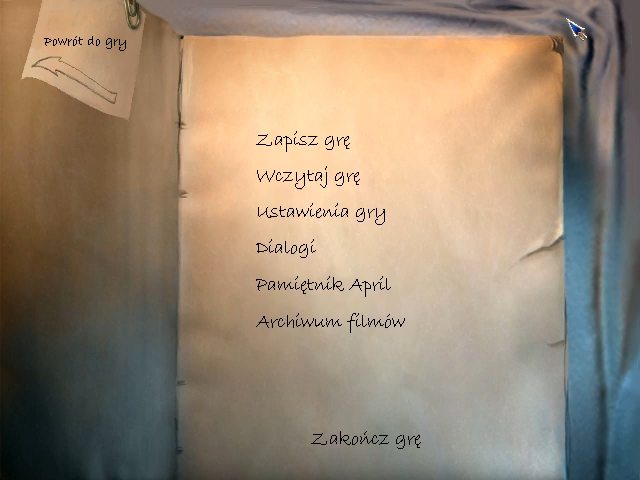 Powrót do gry
Zapisz grę
Wczytaj grę
Ustawienia gry
Dialogi
Pamiętnik April
Archiwum filmów
Zakończ grę